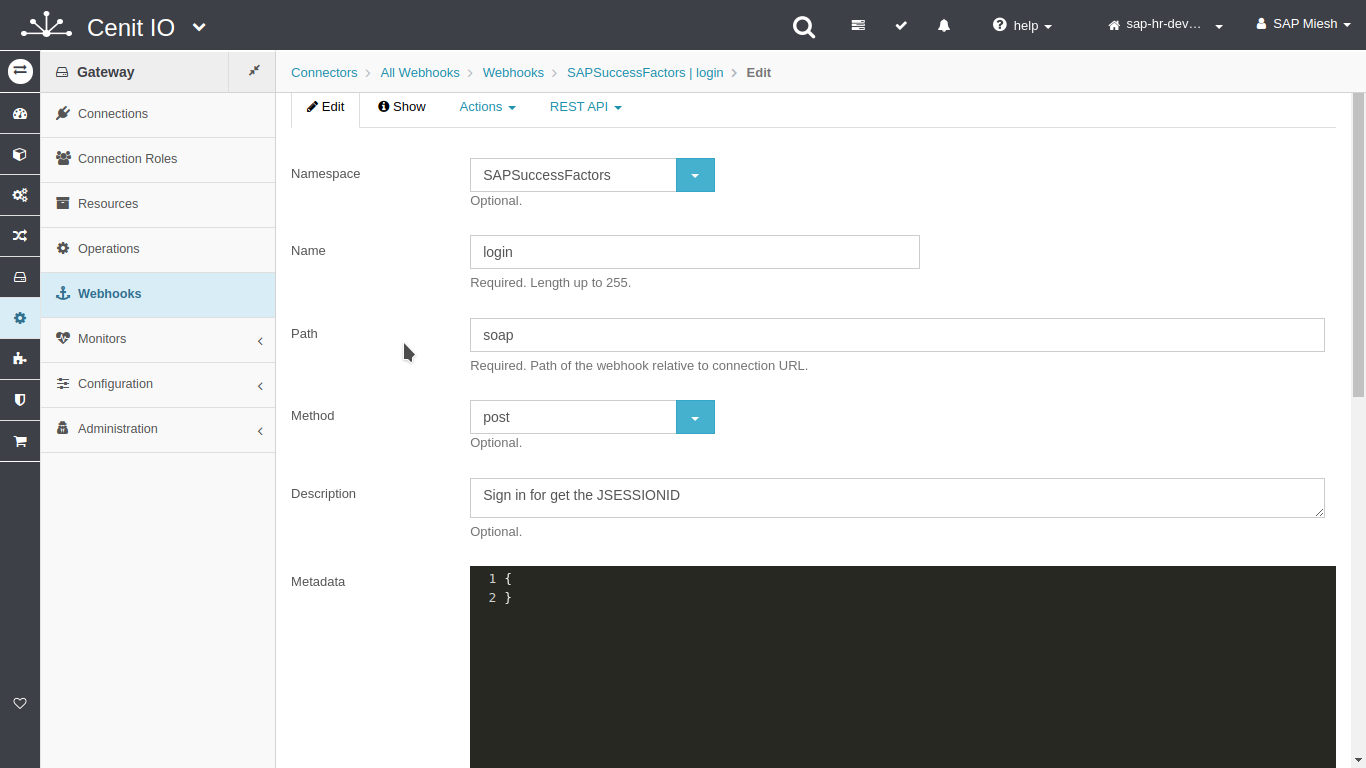 Cenit IO
help
sap-hr-dev…
SAP Miesh
Gateway
Connectors
All Webhooks
Webhooks
SAPSuccessFactors | login
Edit
Connections
Connection Roles
Resources
Operations
Webhooks
Monitors
Configuration
Administration
Edit
Show
Actions
REST API
Namespace
SAPSuccessFactors
Optional.
Name
login
Required. Length up to 255.
Path
soap
Required. Path of the webhook relative to connection URL.
Method
post
Optional.
Description
Sign in for get the JSESSIONID
Optional.
Metadata
1 {
2 }